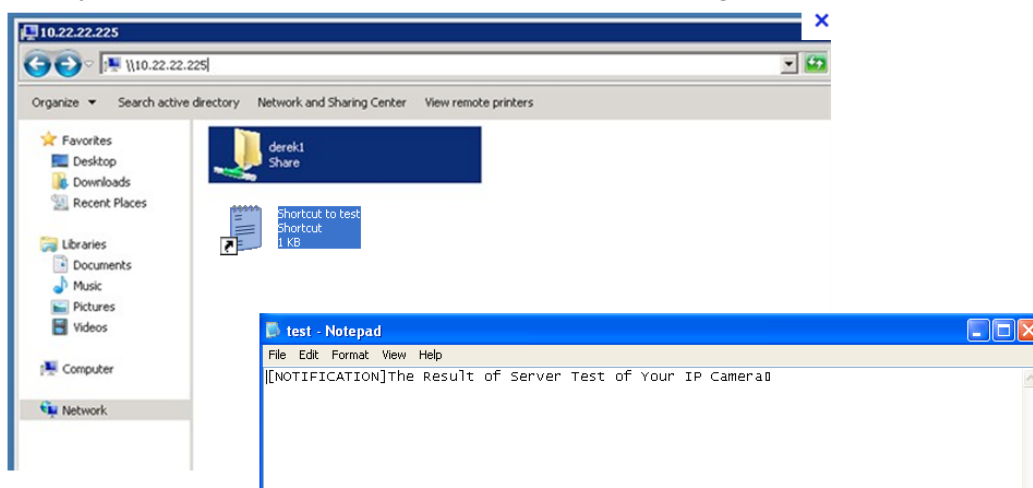 10.22.22.225
\\10.22.22.225
Organize Search active directory Network and Sharing Center View remote printers
Favorites
Desktop
Downloads
Recent Places
Libraries
Documents
Music
Pictures
Videos
Computer
Network
derek1
Share
Shortcut to test
Shortcut
1 KB
test - Notepad
File Edit Format View Help
[NOTIFICATION]The Result of Server Test of Your IP Camera